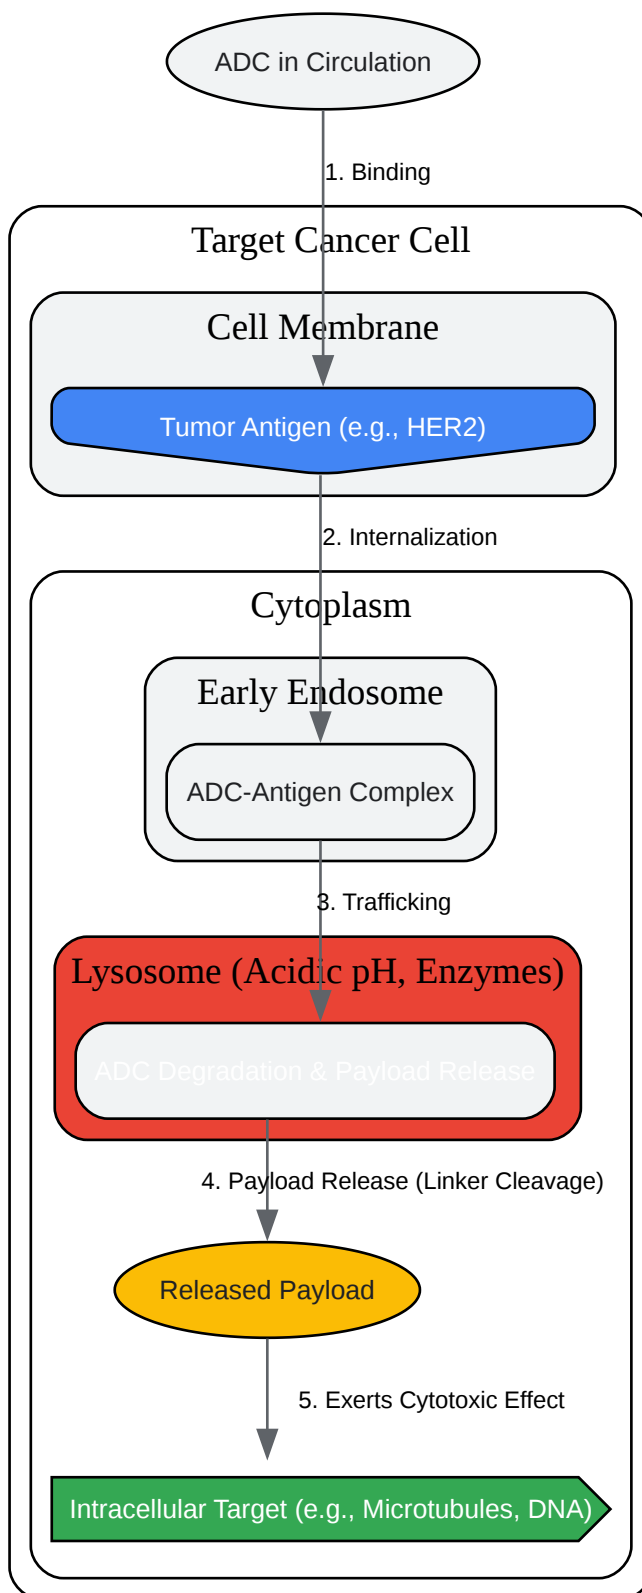 ADC in Circulation
1. Binding
Target Cancer Cell
Cell Membrane
Tumor Antigen (e.g., HER2)
2. Internalization
Cytoplasm
Early Endosome
ADC-Antigen Complex
3. Trafficking
Lysosome (Acidic pH, Enzymes)
ADC Degradation & Payload Release
4. Payload Release (Linker Cleavage)
Released Payload
5. Exerts Cytotoxic Effect
Intracellular Target (e.g., Microtubules, DNA)